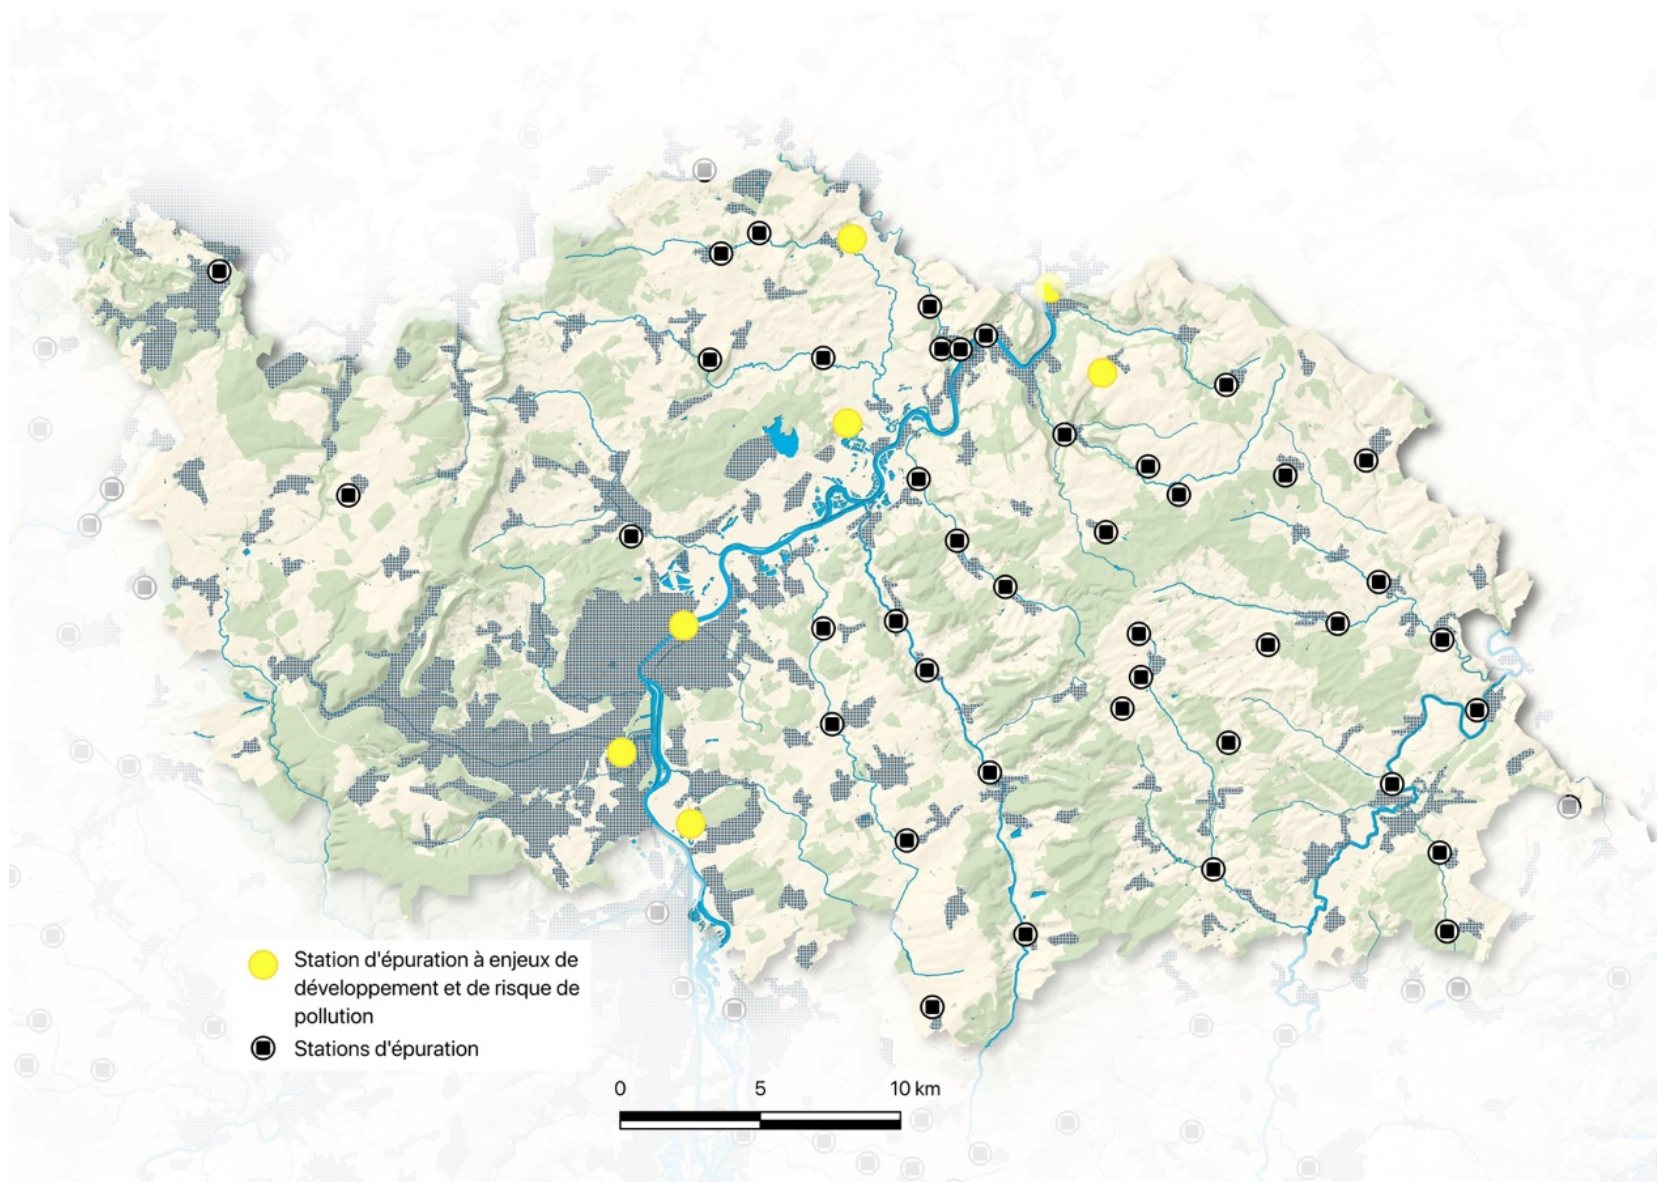 Station d'épuration à enjeux de
développement et de risque de
pollution
Stations d'épuration
0 5 10 km